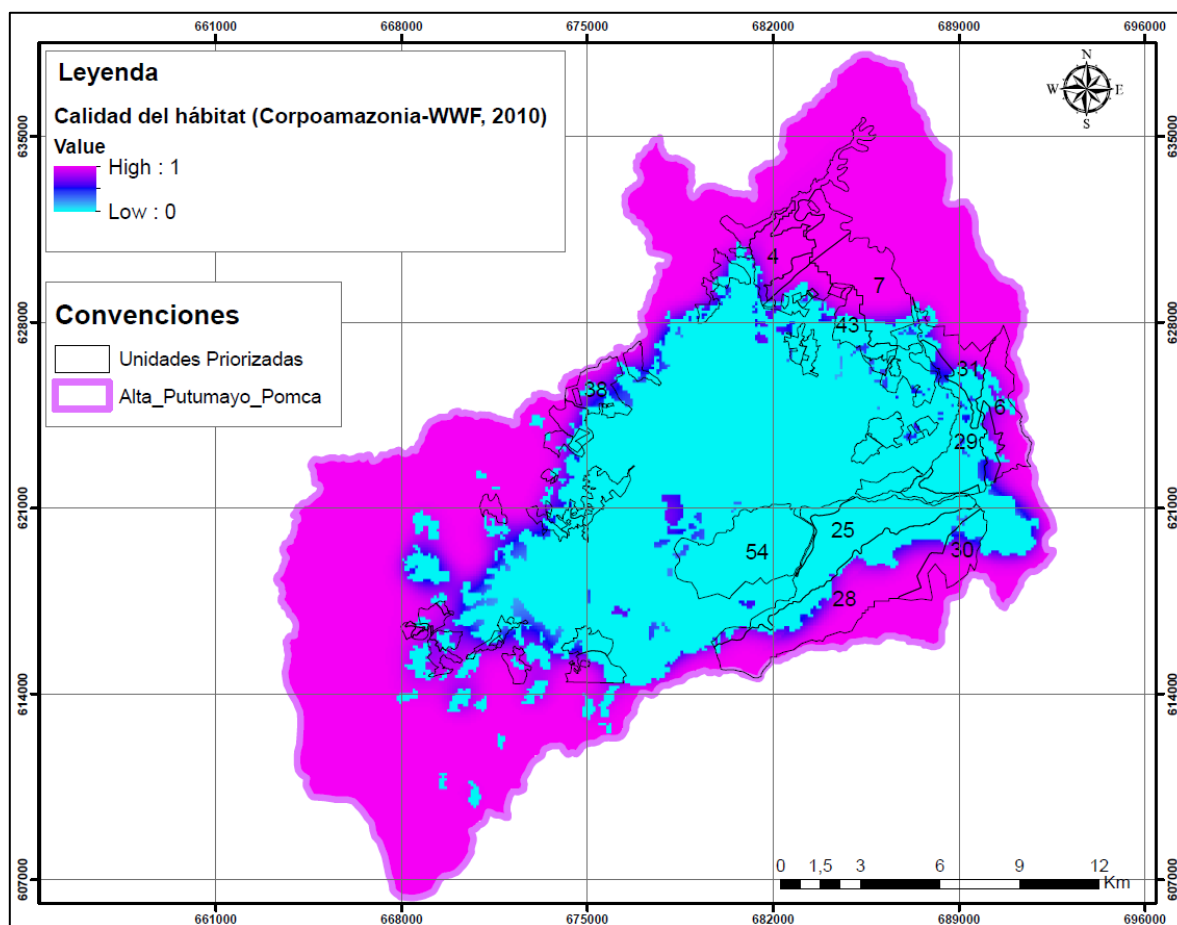 661000 668000 675000 682000 689000 696000
Leyenda
Calidad del hábitat (Corpoamazonia-WWF, 2010)
Value
High : 1
Low : 0
N
W E
S
635000 635000
4
7
Convenciones
Unidades Priorizadas
Alta_Putumayo_Pomca
628000 43 628000
31
38
6
29
621000 621000
25
54
30
28
614000 614000
0 1,5 3 6 9 12
Km
607000 607000
661000 668000 675000 682000 689000 696000